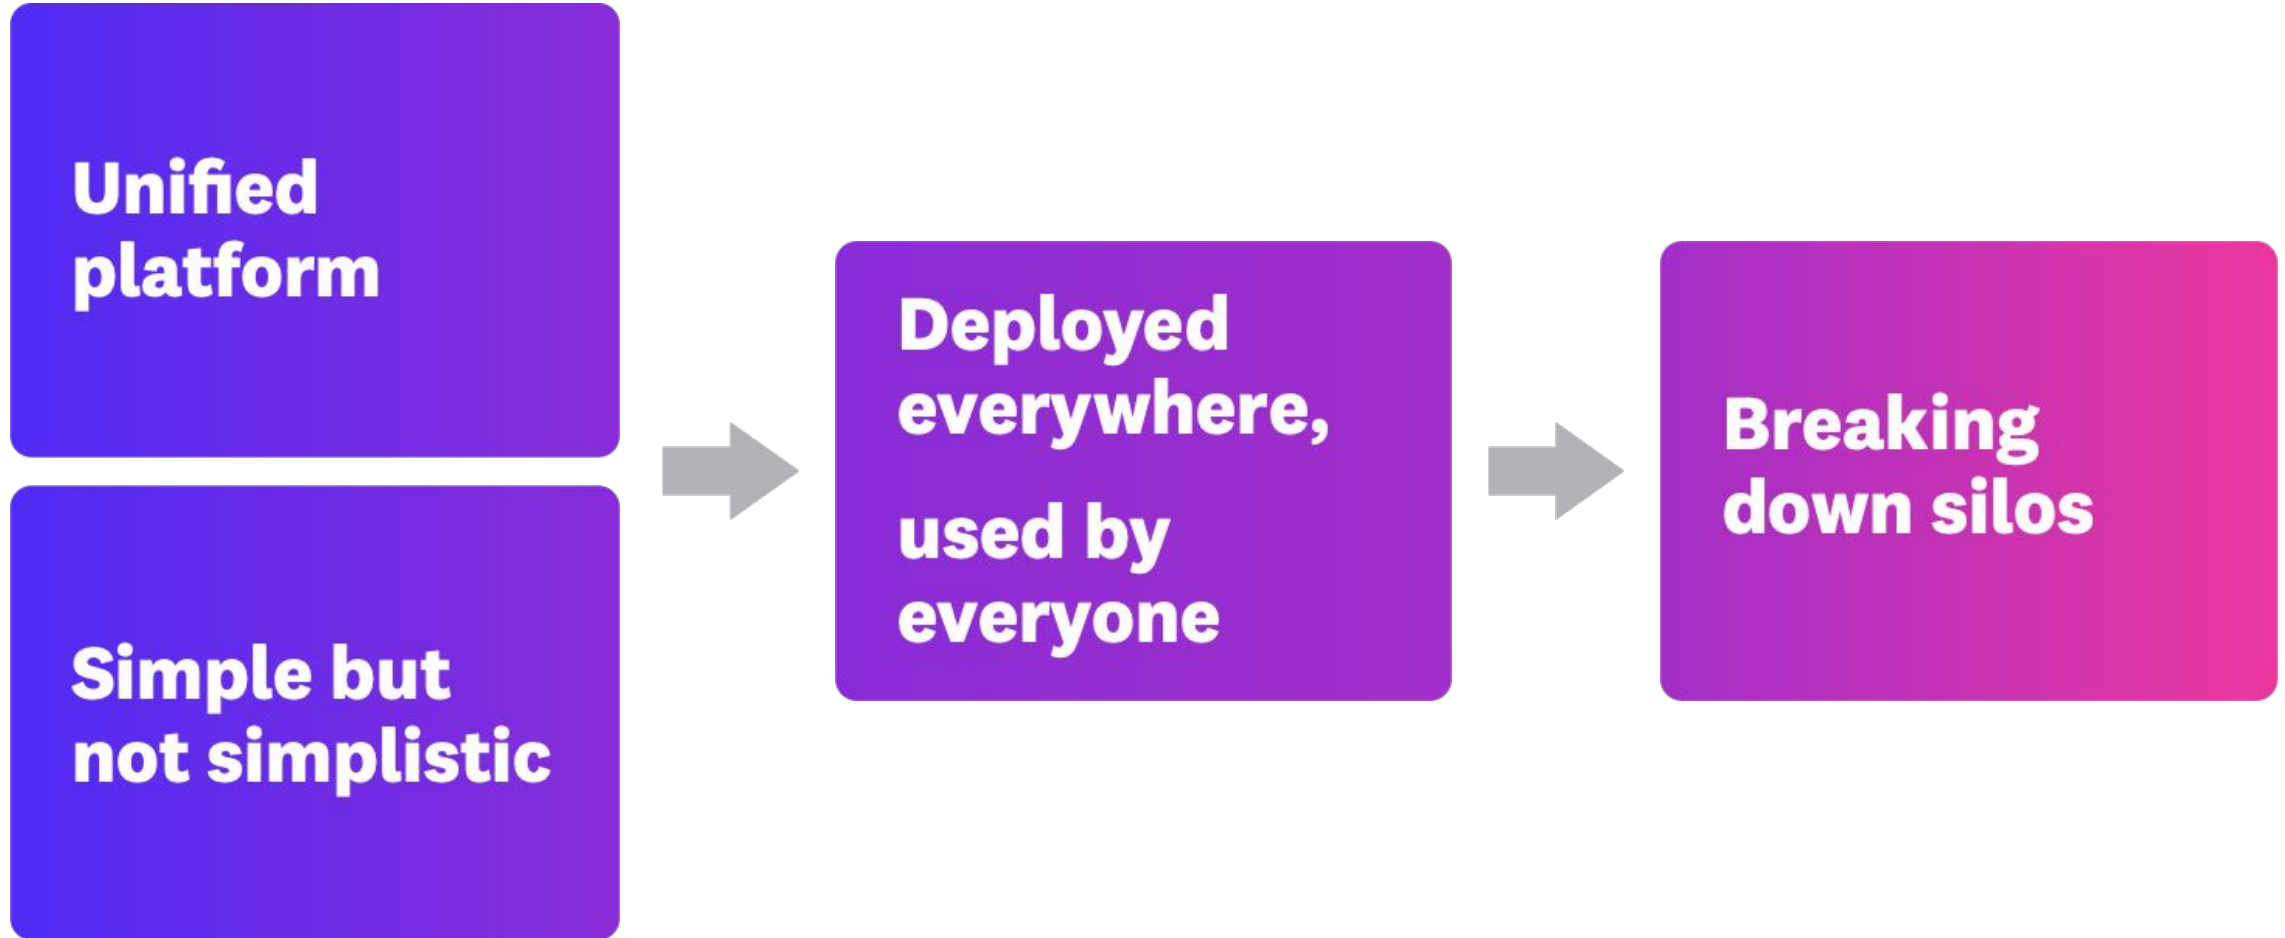 Unified
platform
Simple but
not simplistic
Deployed
everywhere,
used by
everyone
Breaking
down silos